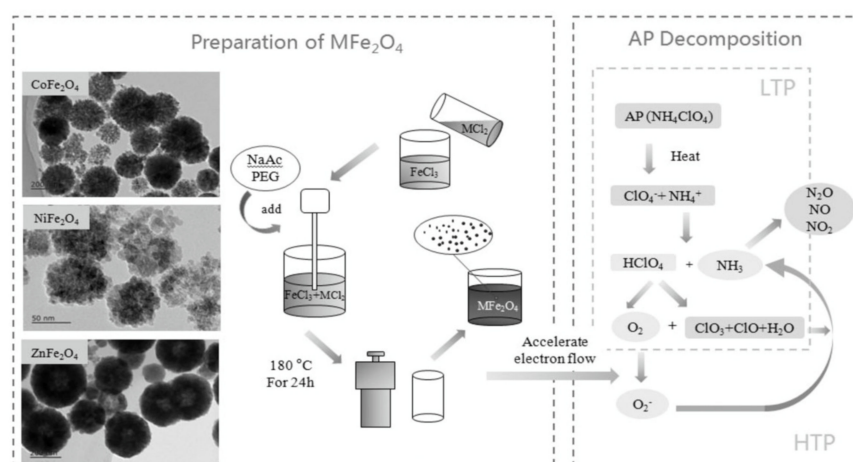 Preparation of MFe₂O₄
CoFe₂O₄
NiFe₂O₄
50 nm
ZnFe₂O₄
NaAc
PEG
add
MCl₂
FeCl₃
FeCl₃+MCl₂
180 °C
For 24h
MFe₂O₄
Accelerate
electron flow
AP Decomposition
LTP
AP (NH₄ClO₄)
Heat
ClO₄⁻+ NH₄⁺
N₂O
NO
NO₂
HClO₄ + NH₃
O₂ + ClO₃+ClO+H₂O
O₂⁻
HTP